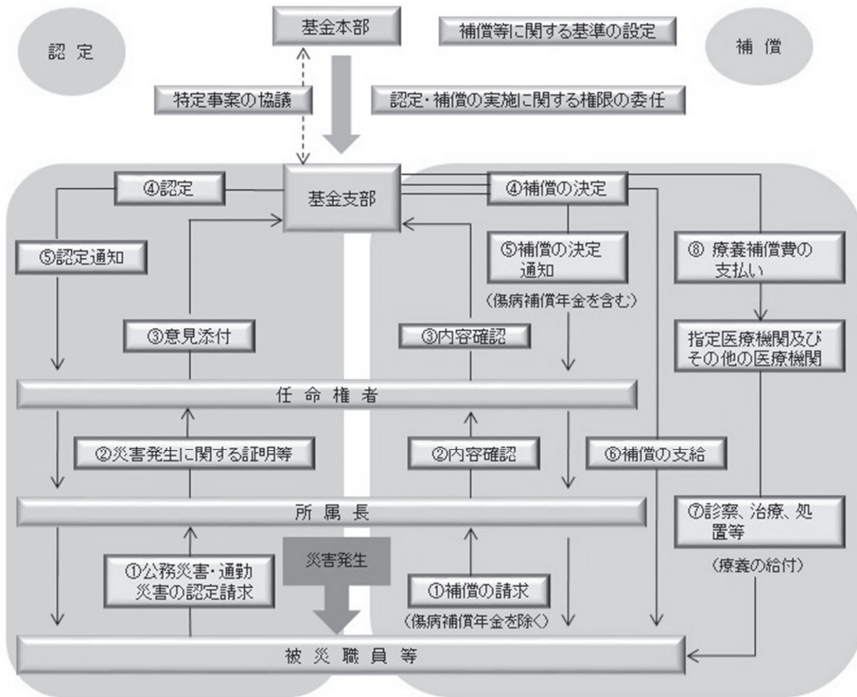 認 定
基金本部
補償等に関する基準の設定
補 償
特定事案の協議
認定・補償の実施に関する権限の委任
④認定
基金支部
④補償の決定
⑤認定通知
⑤補償の決定
通知
(傷病補償年金を含む)
⑧ 療養補償費の
支払い
③意見添付
③内容確認
指定医療機関及び
その他の医療機関
任 命 権 者
②災害発生に関する証明等
②内容確認
⑥補償の支給
所 属 長
⑦診察、治療、処
置等
(療養の給付)
①公務災害・通勤
災害の認定請求
災害発生
①補償の請求
(傷病補償年金を除く)
被 災 職 員 等